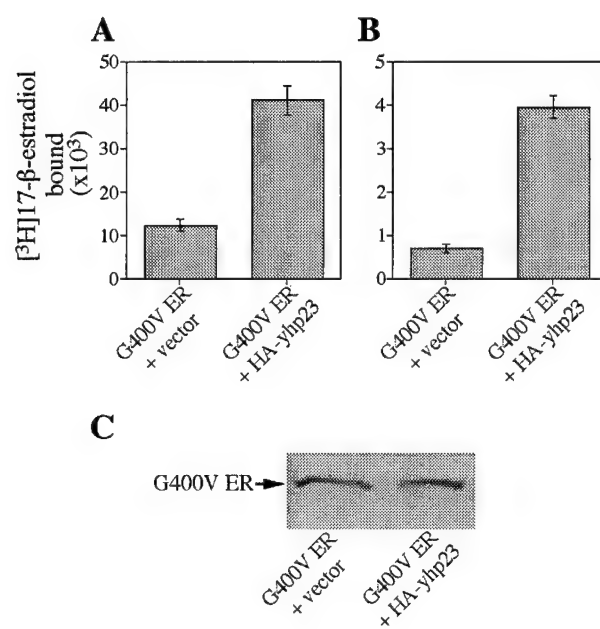 A
B
[³H]17-β-estradiol
bound
(x10³)
50
40
30
20
10
0
5
4
3
2
1
0
G400V ER
+ vector
G400V ER
+ HA-yhp23
G400V ER
+ vector
G400V ER
+ HA-yhp23
C
G400V ER
G400V ER
+ vector
G400V ER
+ HA-yhp23